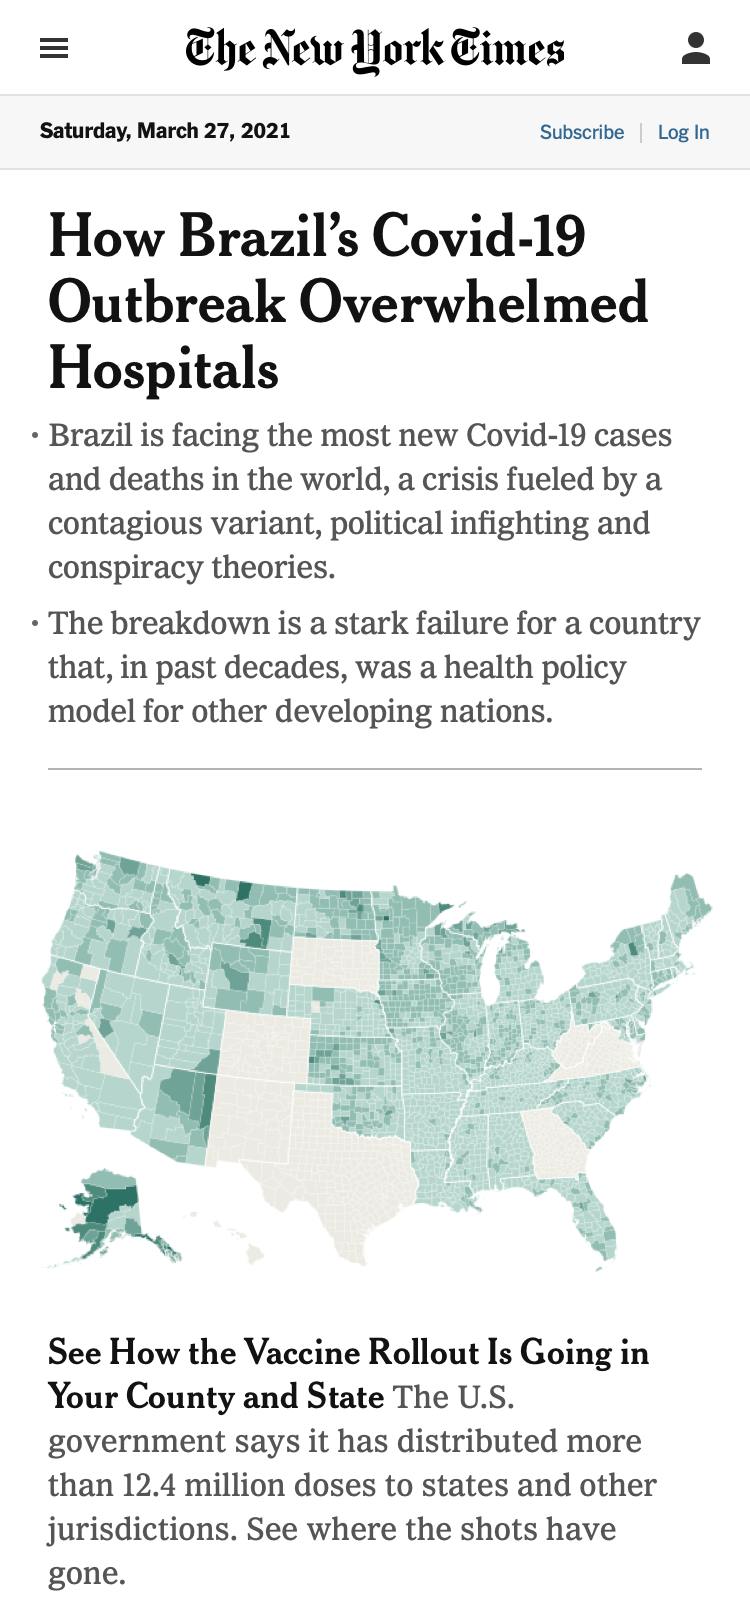 The New York Times
Saturday, March 27, 2021
Subscribe | Log In
How Brazil’s Covid-19
Outbreak Overwhelmed
Hospitals
• Brazil is facing the most new Covid-19 cases
and deaths in the world, a crisis fueled by a
contagious variant, political infighting and
conspiracy theories.
• The breakdown is a stark failure for a country
that, in past decades, was a health policy
model for other developing nations.
See How the Vaccine Rollout Is Going in
Your County and State The U.S.
government says it has distributed more
than 12.4 million doses to states and other
jurisdictions. See where the shots have
gone.